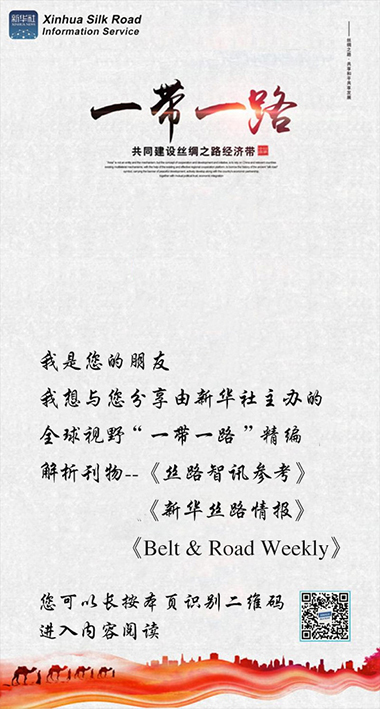 新华社
XINHUA NEWS
Xinhua Silk Road
Information Service
丝绸之路·共享和平共享发展
一带一路
共同建设丝绸之路经济带
我是您的朋友
我想与您分享由新华社主办的
全球视野“一带一路”精编
解析刊物--《丝路智讯参考》
《新华丝路情报》
《Belt & Road Weekly》
您可以长按本页识别二维码
进入内容阅读